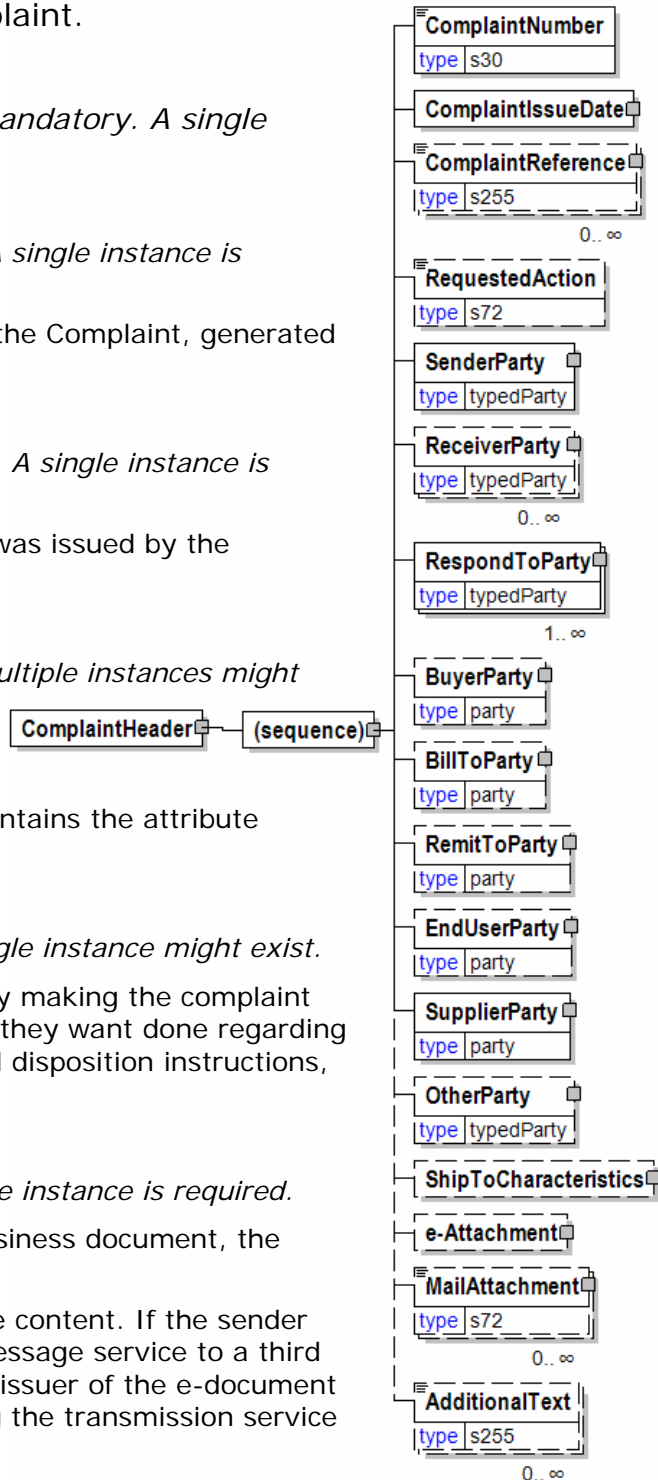 plaint.
andatory. A single
A single instance is
the Complaint, generated
. A single instance is
was issued by the
ultiple instances might
ntains the attribute
gle instance might exist.
y making the complaint
they want done regarding
l disposition instructions,
e instance is required.
siness document, the
e content. If the sender
essage service to a third
issuer of the e-document
g the transmission service
ComplaintHeader
(sequence)
ComplaintNumber
type s30
ComplaintIssueDate
ComplaintReference
type s255
0.. ∞
RequestedAction
type s72
SenderParty
type typedParty
ReceiverParty
type typedParty
0.. ∞
RespondToParty
type typedParty
1.. ∞
BuyerParty
type party
BillToParty
type party
RemitToParty
type party
EndUserParty
type party
SupplierParty
type party
OtherParty
type typedParty
ShipToCharacteristics
e-Attachment
MailAttachment
type s72
0.. ∞
AdditionalText
type s255
0.. ∞